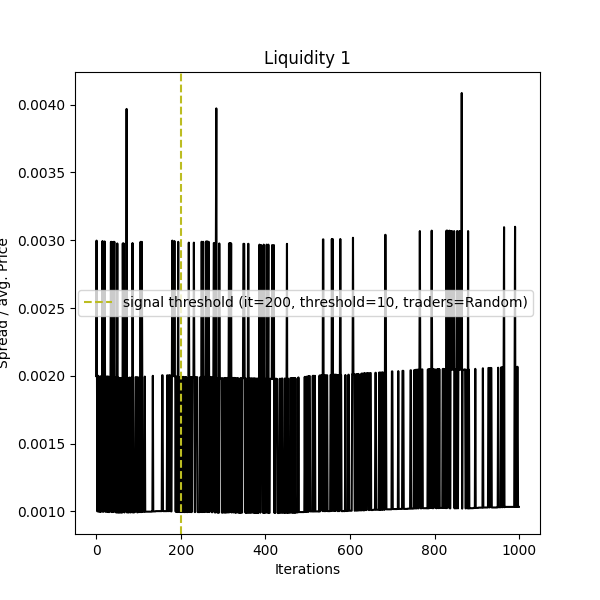 Liquidity 1
0.0040
0.0035
0.0030
0.0025
0.0020
0.0015
0.0010
Spread / avg. Price
signal threshold (it=200, threshold=10, traders=Random)
0 200 400 600 800 1000
Iterations